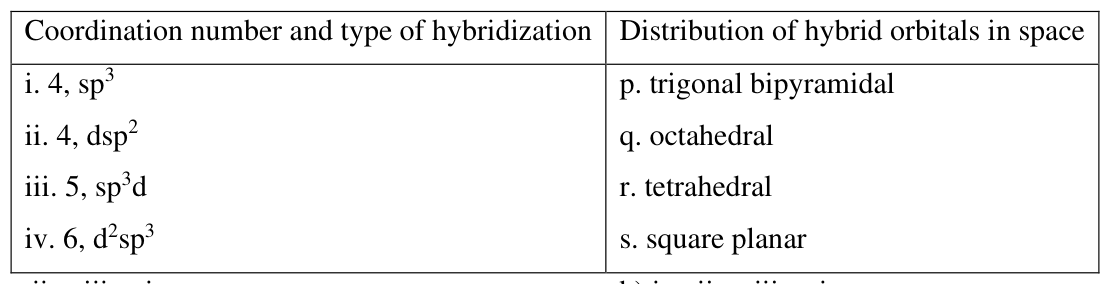 Coordination number and type of hybridization Distribution of hybrid orbitals in space
i. 4, sp³ p. trigonal bipyramidal
ii. 4, dsp² q. octahedral
iii. 5, sp³d r. tetrahedral
iv. 6, d²sp³ s. square planar